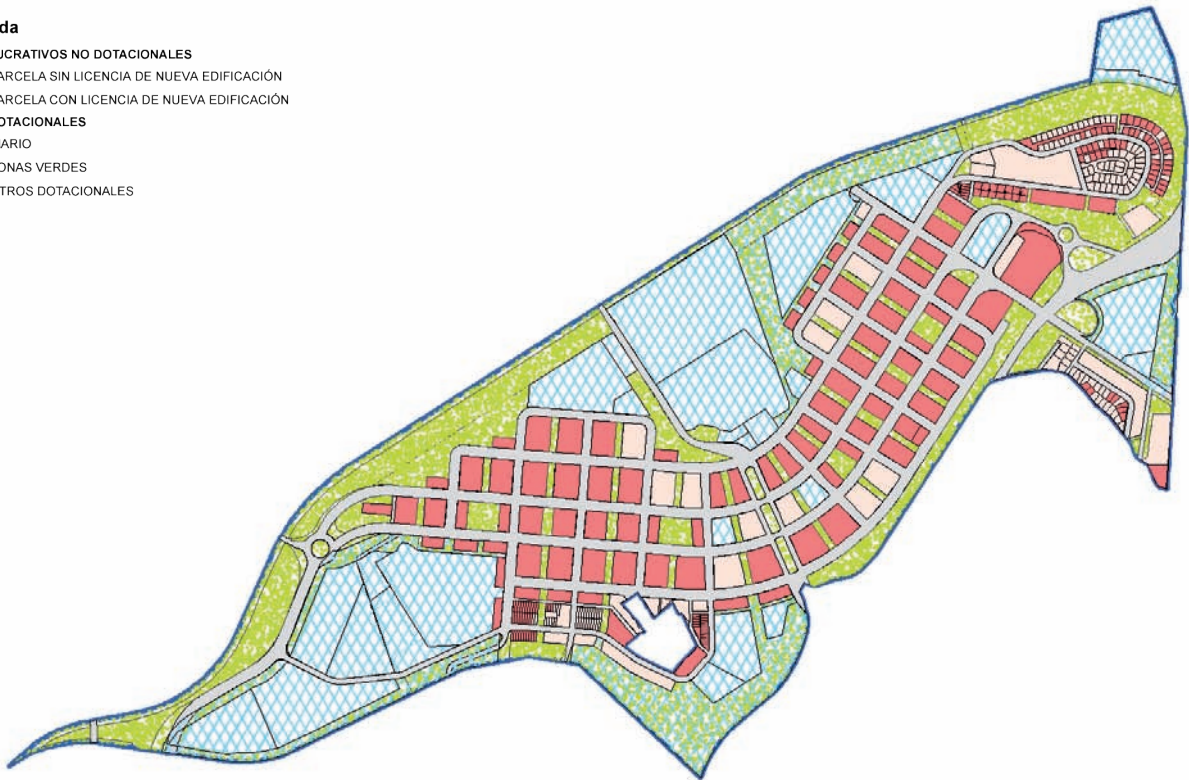 da
UCRATIVOS NO DOTACIONALES
ARCELA SIN LICENCIA DE NUEVA EDIFICACIÓN
ARCELA CON LICENCIA DE NUEVA EDIFICACIÓN
OTACIONALES
ARIO
ONAS VERDES
TROS DOTACIONALES